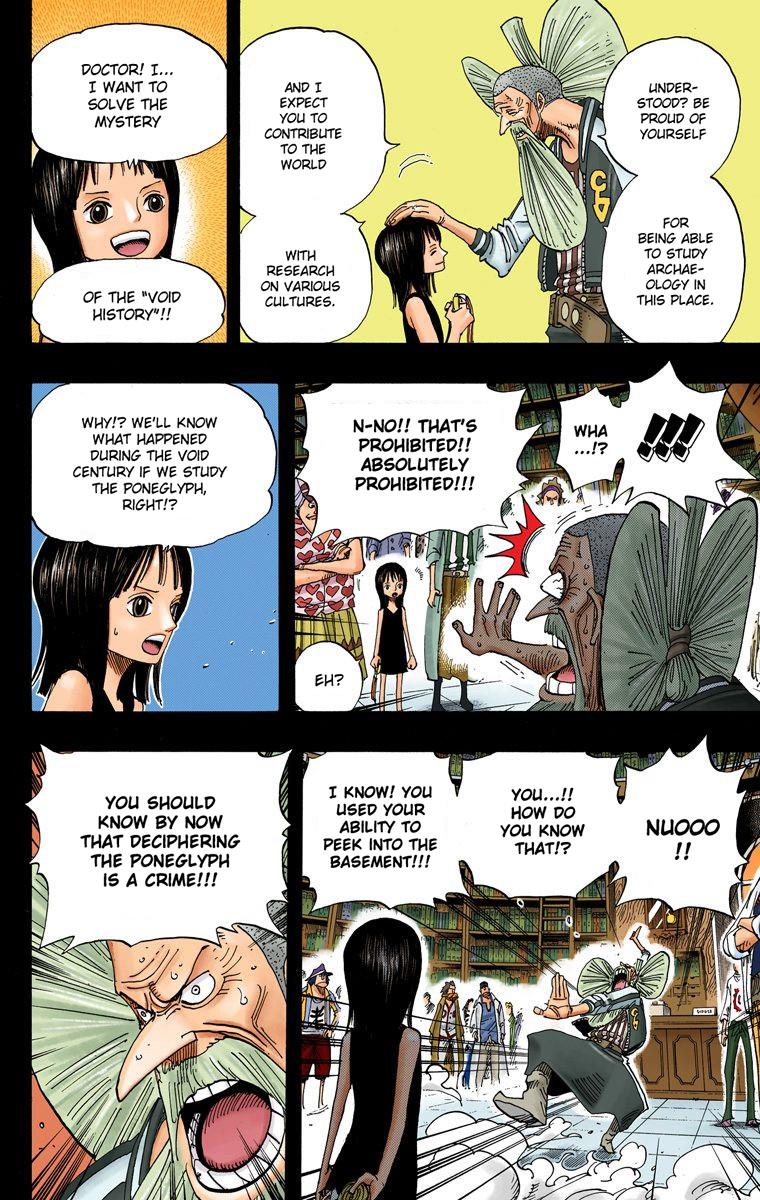 UNDER-
STOOD? BE
PROUD OF
YOURSELF
FOR
BEING ABLE
TO STUDY
ARCHAE-
OLOGY IN
THIS PLACE.
AND I
EXPECT
YOU TO
CONTRIBUTE
TO THE
WORLD
WITH
RESEARCH
ON VARIOUS
CULTURES.
DOCTOR! I...
I WANT TO
SOLVE THE
MYSTERY
OF THE "VOID
HISTORY"!!
!!!
WHA
...!?
N-NO!! THAT'S
PROHIBITED!!
ABSOLUTELY
PROHIBITED!!!
EH?
WHY!? WE'LL KNOW
WHAT HAPPENED
DURING THE VOID
CENTURY IF WE STUDY
THE PONEGLYPH,
RIGHT!?
NUOOO
!!
YOU...!!
HOW DO
YOU KNOW
THAT!?
I KNOW! YOU
USED YOUR
ABILITY TO
PEEK INTO THE
BASEMENT!!!
YOU SHOULD
KNOW BY NOW
THAT DECIPHERING
THE PONEGLYPH
IS A CRIME!!!